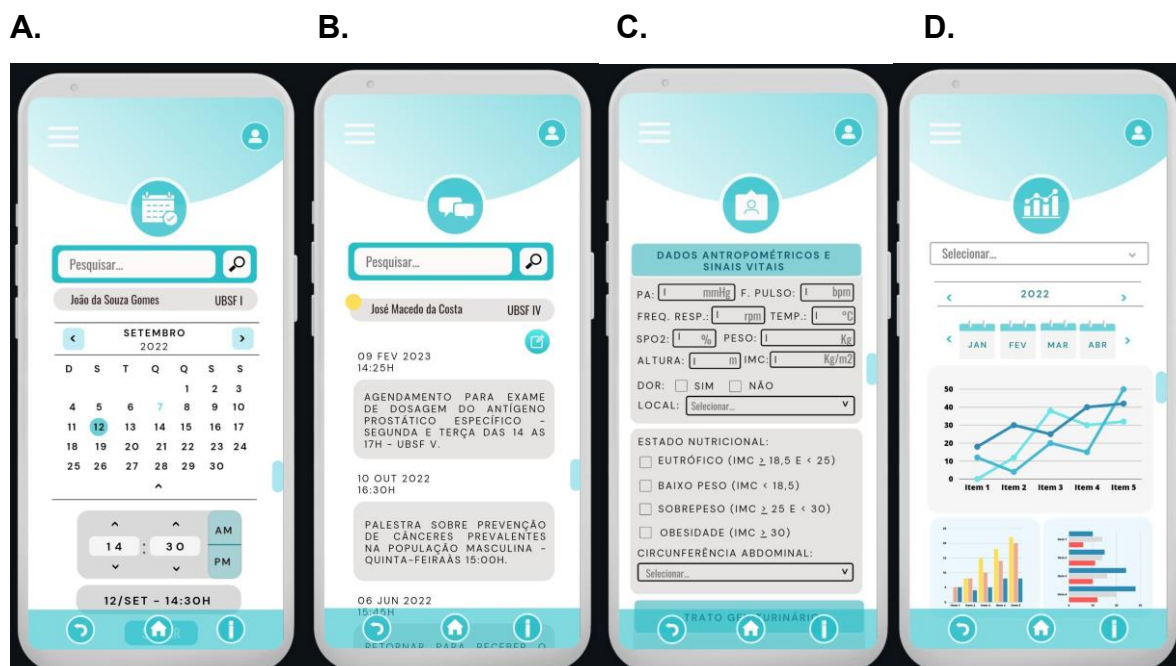 A.
B.
C.
D.
Pesquisar...
João da Souza Gomes UBSF I
SETEMBRO
2022
D S T Q Q S S
1 2 3
4 5 6 7 8 9 10
11 12 13 14 15 16 17
18 19 20 21 22 23 24
25 26 27 28 29 30
14 : 30
AM
PM
12/SET - 14:30H
Pesquisar...
José Macedo da Costa UBSF IV
09 FEV 2023
14:25H
AGENDAMENTO PARA EXAME
DE DOSAGEM DO ANTÍGENO
PROSTÁTICO ESPECÍFICO -
SEGUNDA E TERÇA DAS 14 AS
17H - UBSF V.
10 OUT 2022
16:30H
PALESTRA SOBRE PREVENÇÃO
DE CÂNCERES PREVALENTES
NA POPULAÇÃO MASCULINA -
QUINTA-FEIRAÀS 15:00H.
06 JUN 2022
15:45H
RETORNAR PARA RECEBER O
DADOS ANTROPOMÉTRICOS E
SINAIS VITAIS
PA: mmHg F. PULSO: bpm
FREQ. RESP.: rpm TEMP.: °C
SPO2: % PESO: Kg
ALTURA: m IMC: Kg/m2
DOR: SIM NÃO
LOCAL: Selecionar...
ESTADO NUTRICIONAL:
EUTRÓFICO (IMC ≥ 18,5 E < 25)
BAIXO PESO (IMC < 18,5)
SOBREPESO (IMC ≥ 25 E < 30)
OBESIDADE (IMC ≥ 30)
CIRCUNFERÊNCIA ABDOMINAL:
Selecionar...
TRATO
Selecionar...
2022
JAN FEV MAR ABR
50
40
30
20
10
0
Item 1 Item 2 Item 3 Item 4 Item 5